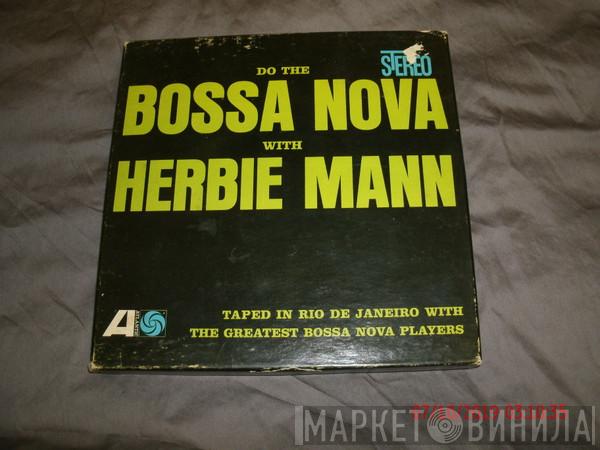 DO THE
STEREO
BOSSA NOVA
WITH
HERBIE MANN
TAPED IN RIO DE JANEIRO WITH
THE GREATEST BOSSA NOVA PLAYERS
A
ATLANTIC
МАРКЕТ ВИНИЛА